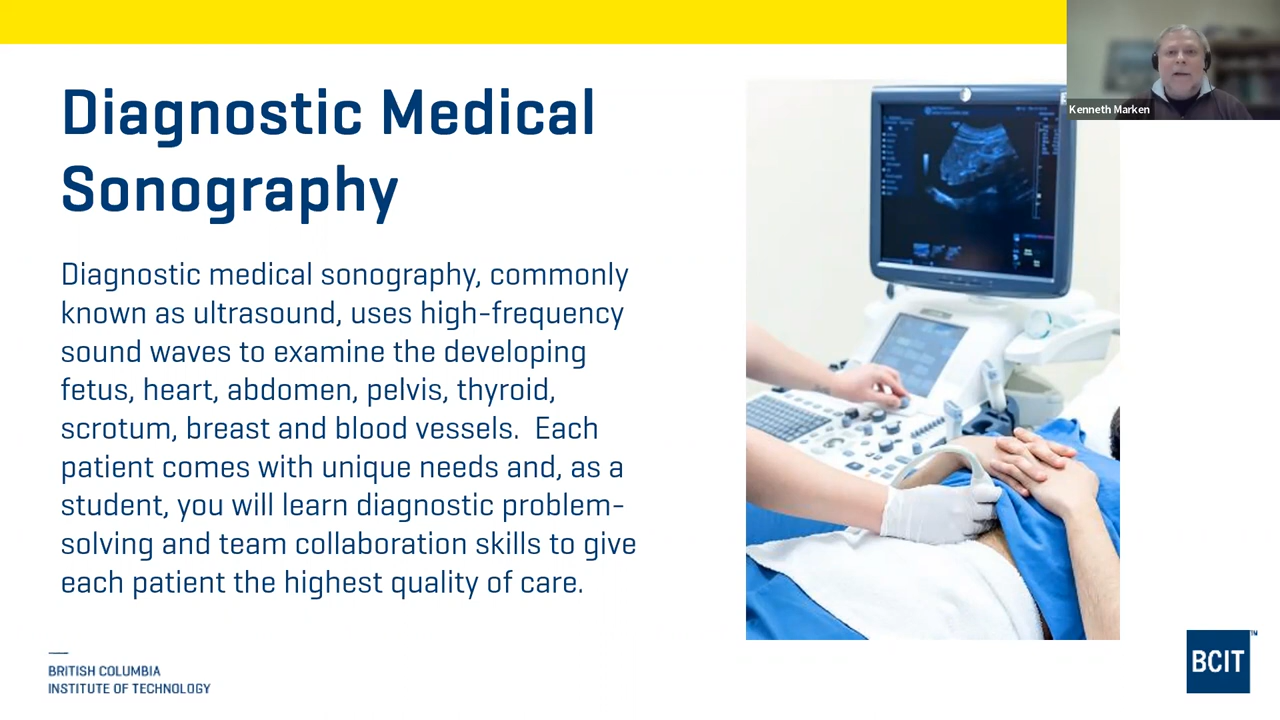 Kenneth Marken
Diagnostic Medical
Sonography
Diagnostic medical sonography, commonly
known as ultrasound, uses high-frequency
sound waves to examine the developing
fetus, heart, abdomen, pelvis, thyroid,
scrotum, breast and blood vessels.  Each
patient comes with unique needs and, as a
student, you will learn diagnostic problem-
solving and team collaboration skills to give
each patient the highest quality of care.
BRITISH COLUMBIA
INSTITUTE OF TECHNOLOGY
BCIT™